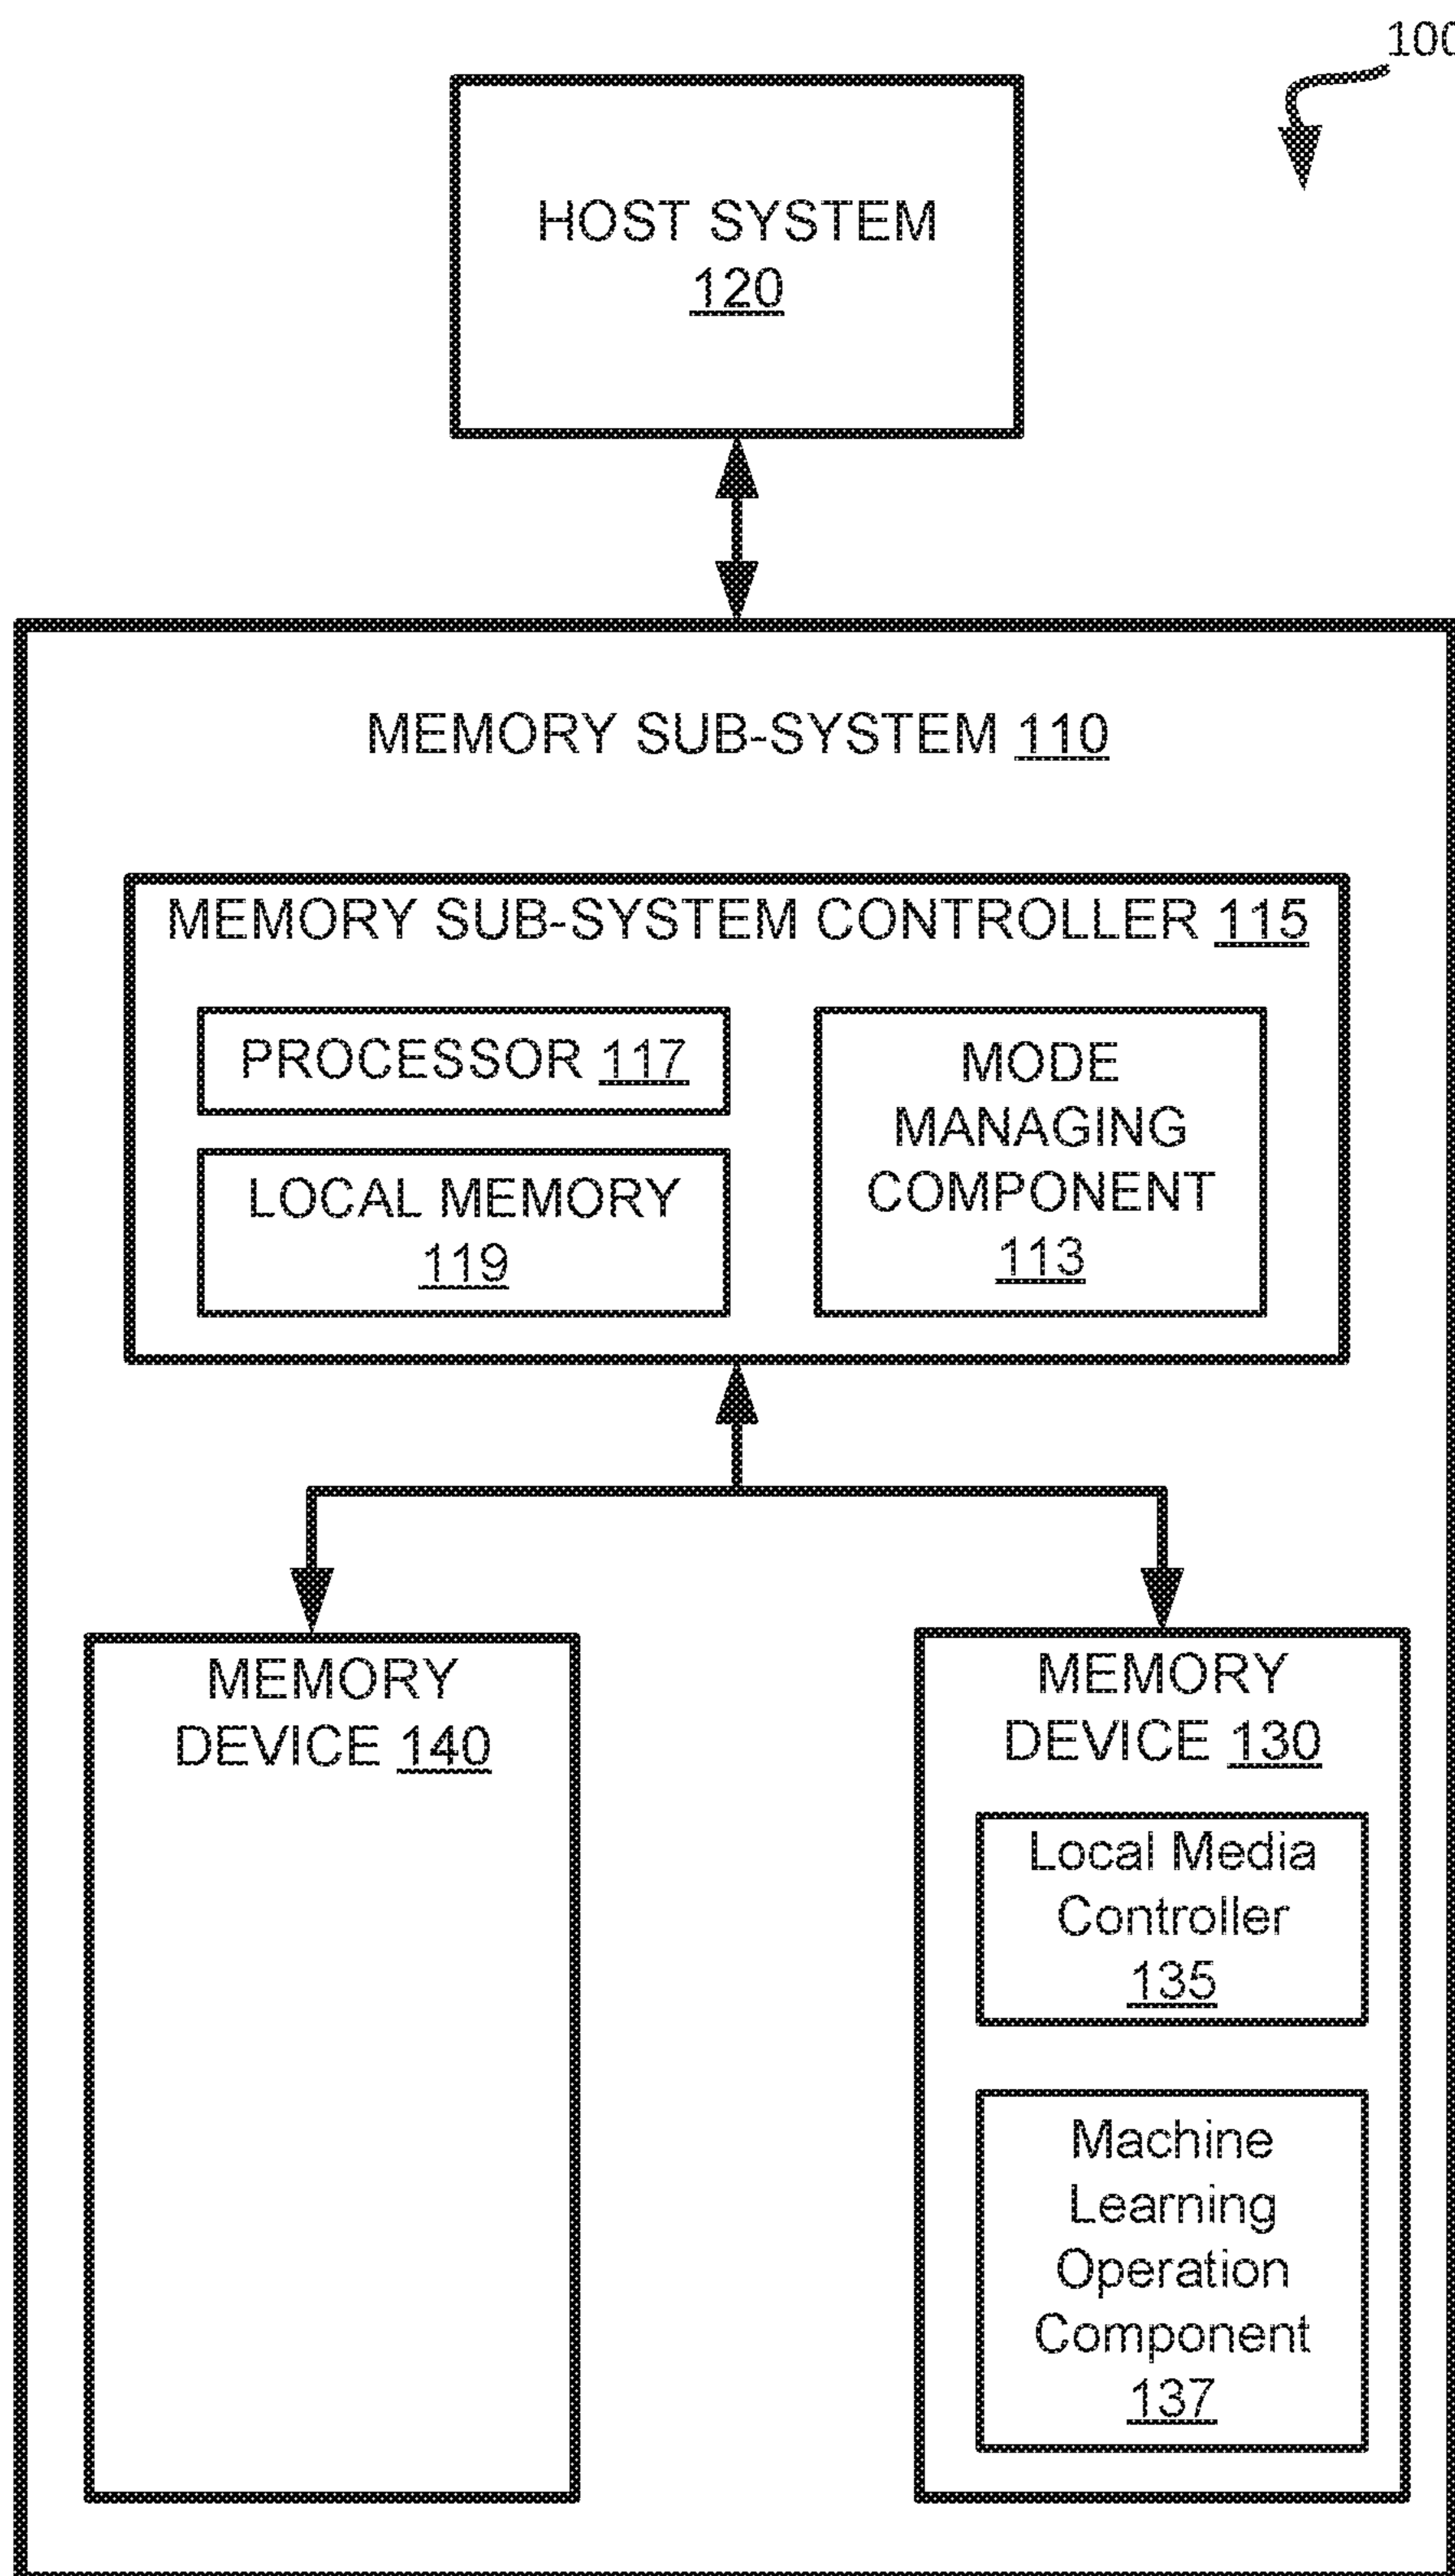 100
HOST SYSTEM
120
MEMORY SUB-SYSTEM 110
MEMORY SUB-SYSTEM CONTROLLER 115
PROCESSOR 117
LOCAL MEMORY
119
MODE
MANAGING
COMPONENT
113
MEMORY
DEVICE 140
MEMORY
DEVICE 130
Local Media
Controller
135
Machine
Learning
Operation
Component
137